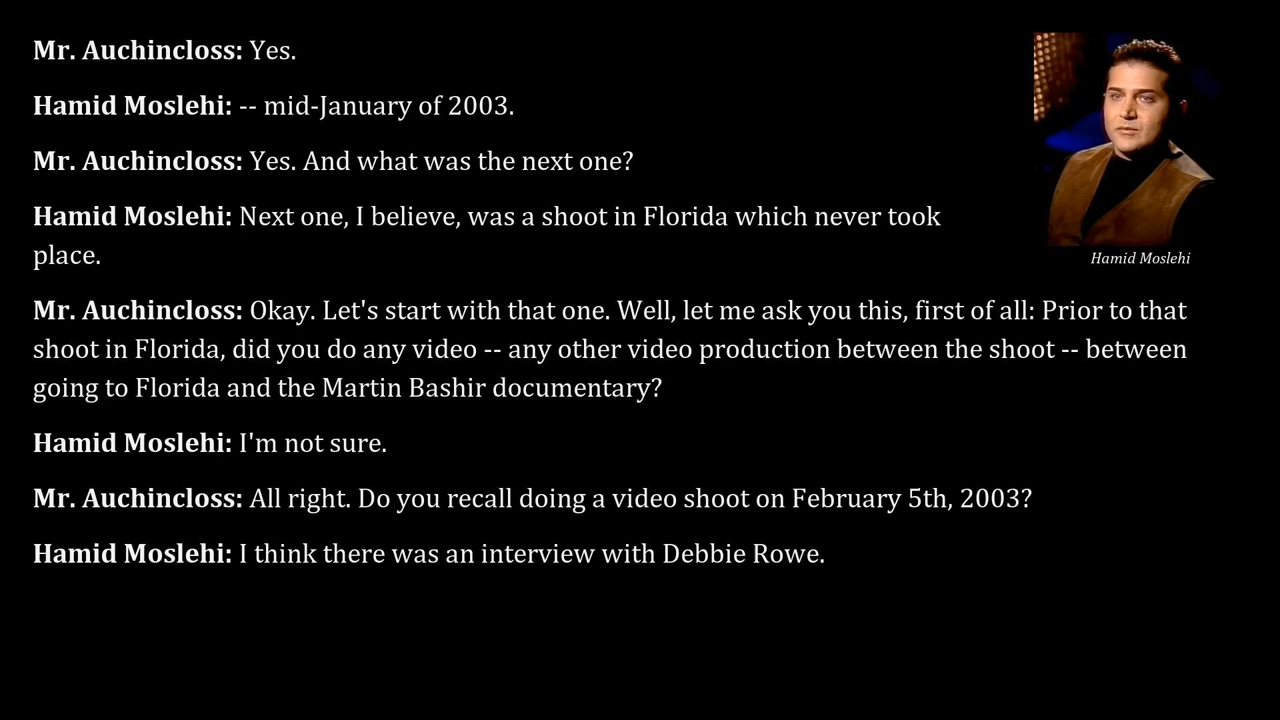 Mr. Auchincloss: Yes.
Hamid Moslehi: -- mid-January of 2003.
Mr. Auchincloss: Yes. And what was the next one?
Hamid Moslehi: Next one, I believe, was a shoot in Florida which never took
place.
Hamid Moslehi
Mr. Auchincloss: Okay. Let's start with that one. Well, let me ask you this, first of all: Prior to that
shoot in Florida, did you do any video -- any other video production between the shoot -- between
going to Florida and the Martin Bashir documentary?
Hamid Moslehi: I'm not sure.
Mr. Auchincloss: All right. Do you recall doing a video shoot on February 5th, 2003?
Hamid Moslehi: I think there was an interview with Debbie Rowe.